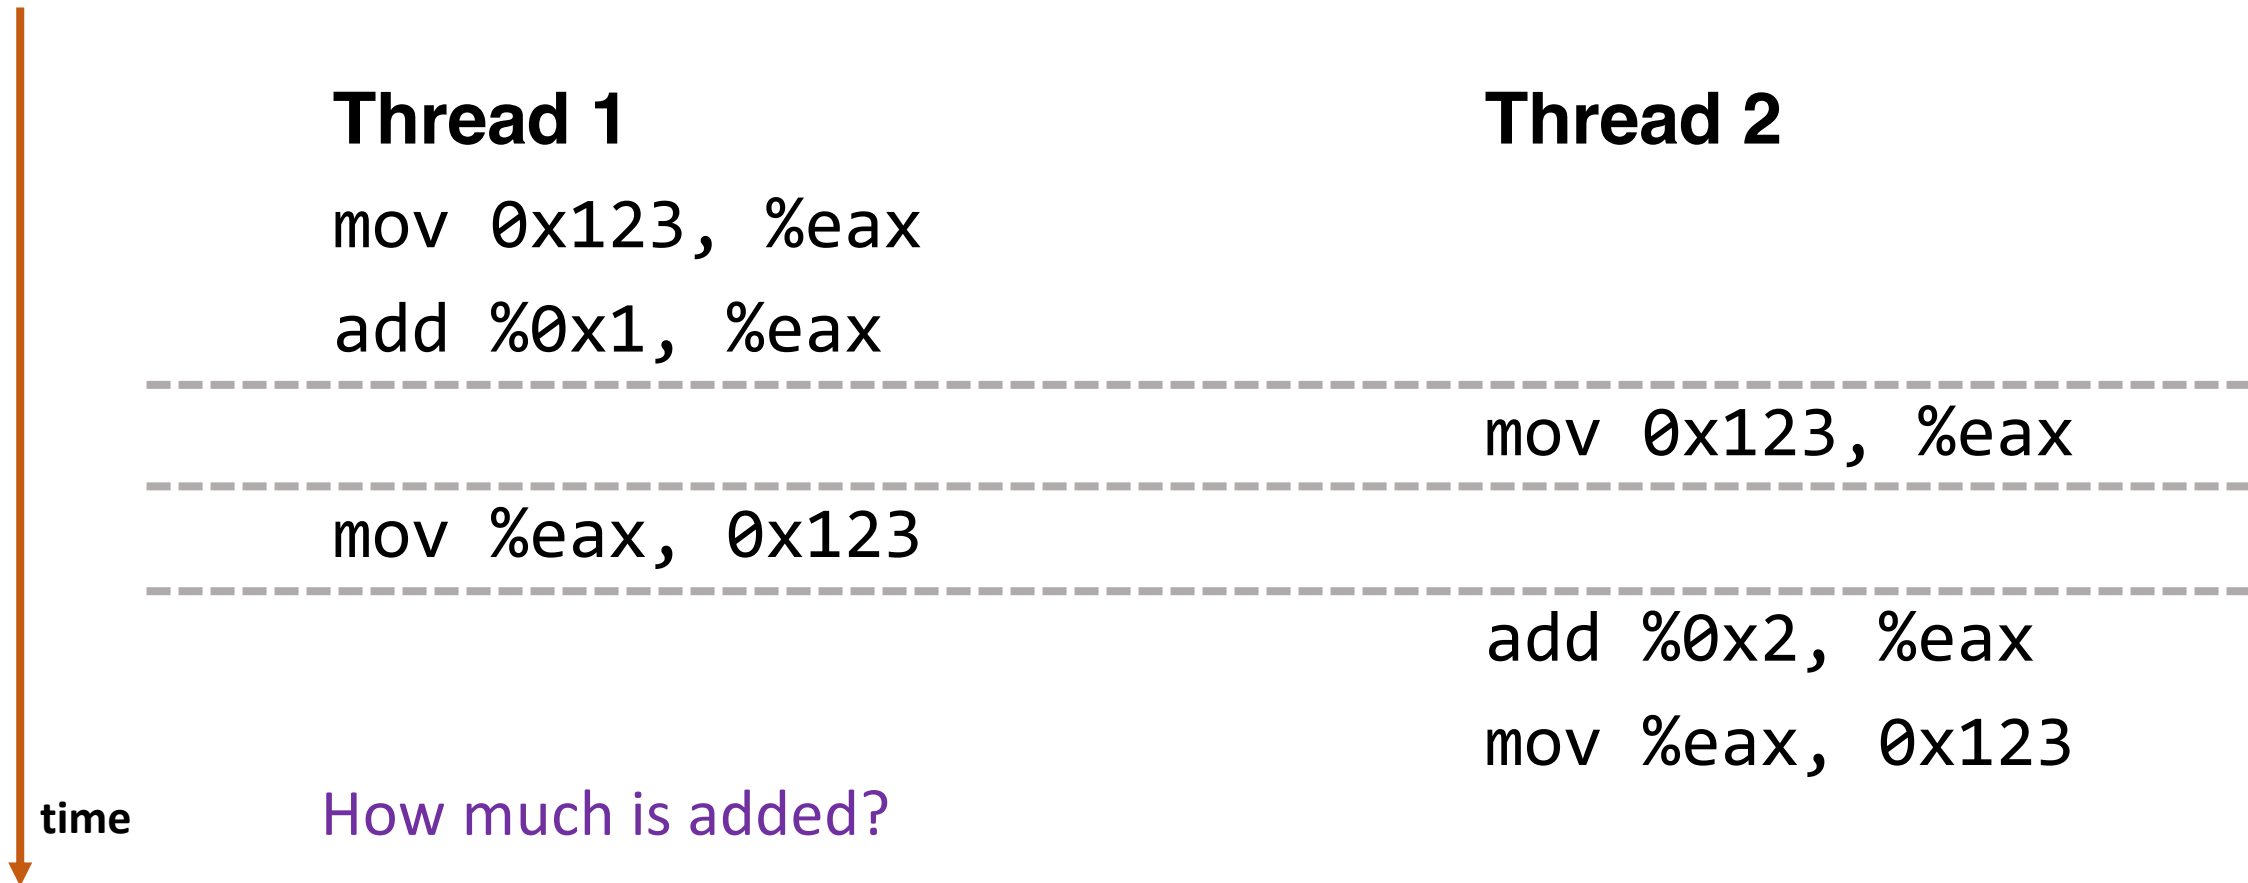 Thread 1
Thread 2
mov 0x123, %eax
add %0x1, %eax
mov 0x123, %eax
mov %eax, 0x123
add %0x2, %eax
mov %eax, 0x123
time
How much is added?